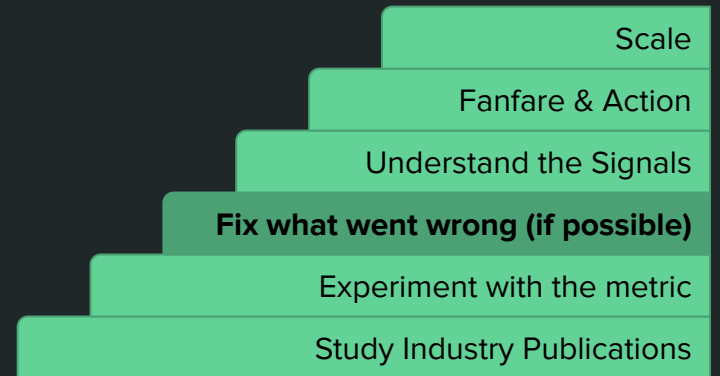 Scale
Fanfare & Action
Understand the Signals
Fix what went wrong (if possible)
Experiment with the metric
Study Industry Publications